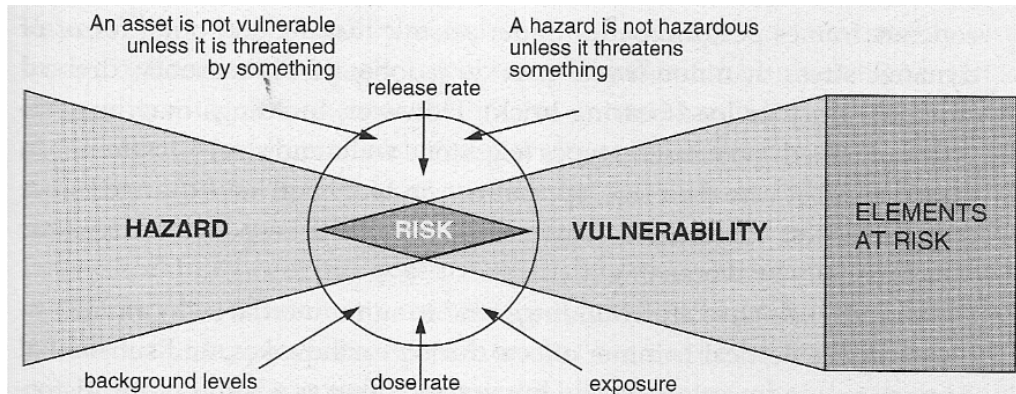 An asset is not vulnerable
unless it is threatened
by something
A hazard is not hazardous
unless it threatens
something
release rate
HAZARD
RISK
VULNERABILITY
ELEMENTS
AT RISK
background levels
dose rate
exposure